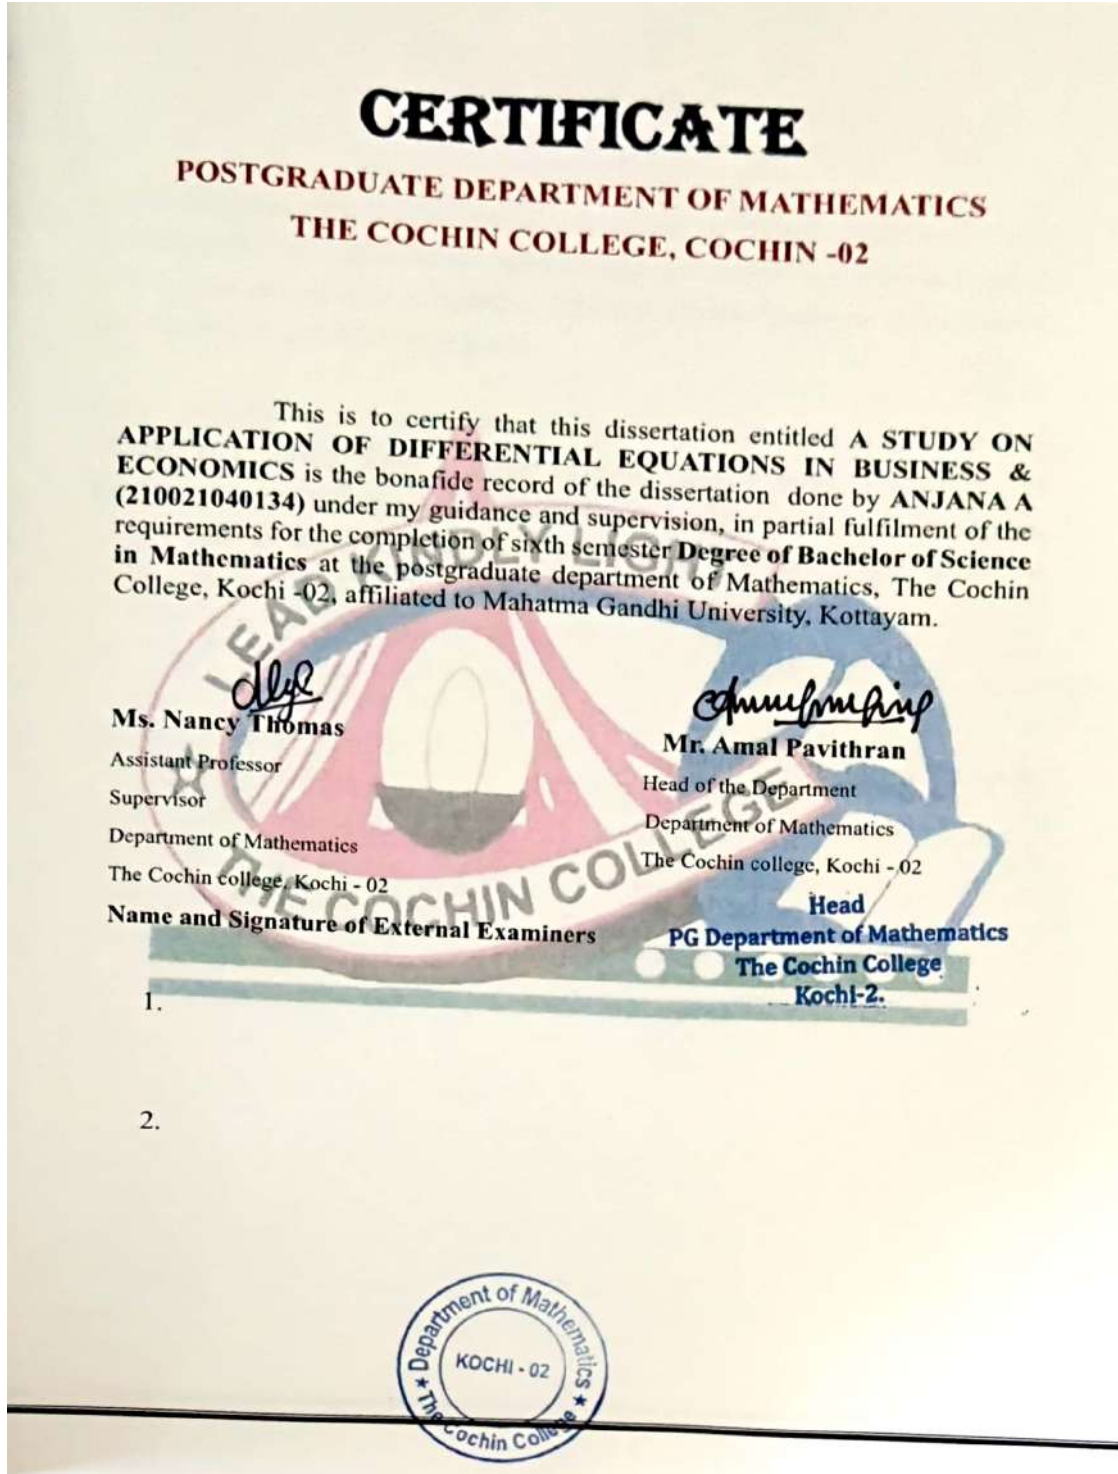 CERTIFICATE
POSTGRADUATE DEPARTMENT OF MATHEMATICS
THE COCHIN COLLEGE, COCHIN -02
This is to certify that this dissertation entitled A STUDY ON
APPLICATION OF DIFFERENTIAL EQUATIONS IN BUSINESS &
ECONOMICS is the bonafide record of the dissertation done by ANJANA A
(210021040134) under my guidance and supervision, in partial fulfilment of the
requirements for the completion of sixth semester Degree of Bachelor of Science
in Mathematics at the postgraduate department of Mathematics, The Cochin
College, Kochi -02, affiliated to Mahatma Gandhi University, Kottayam.
LEAD KINDLY LIGHT
THE COCHIN COLLEGE
Ms. Nancy Thomas
Assistant Professor
Supervisor
Department of Mathematics
The Cochin college, Kochi - 02
Mr. Amal Pavithran
Head of the Department
Department of Mathematics
The Cochin college, Kochi - 02
Head
PG Department of Mathematics
The Cochin College
Kochi-2.
Name and Signature of External Examiners
1.
2.
Department of Mathematics
KOCHI - 02
★ The Cochin College ★